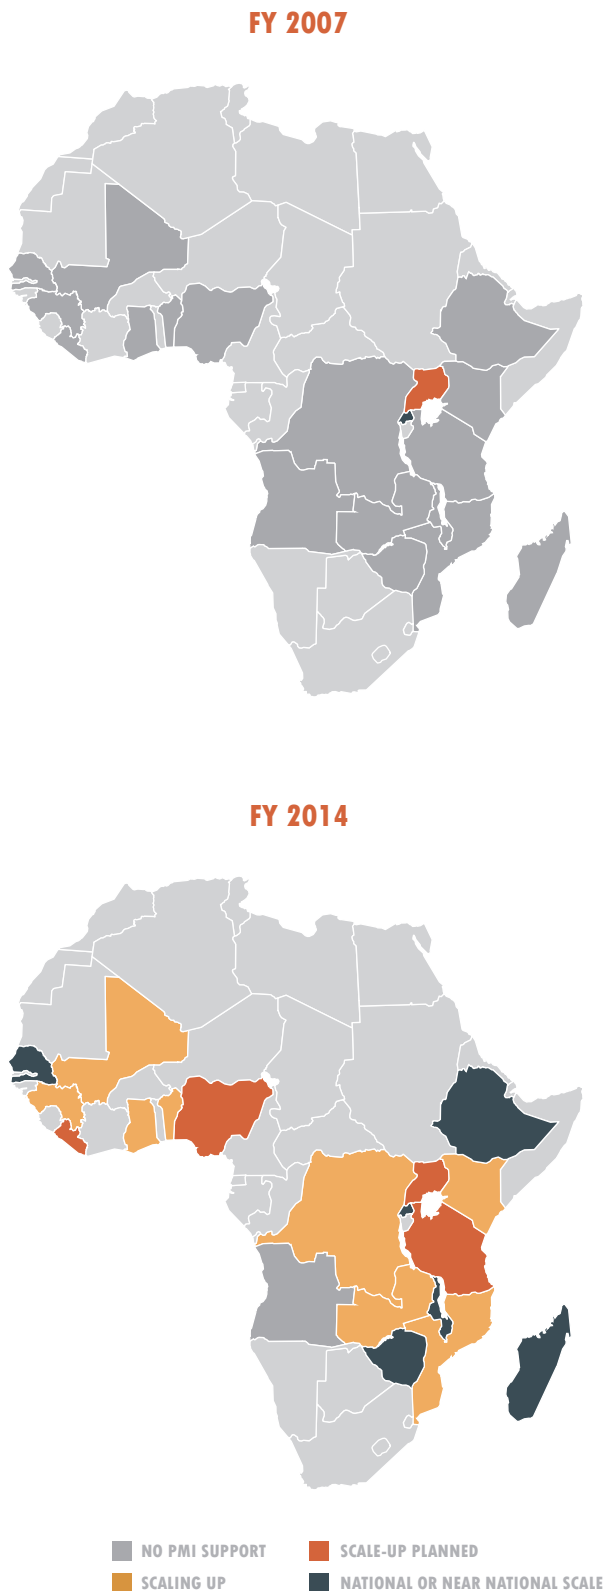 FY 2007
FY 2014
NO PMI SUPPORT
SCALE-UP PLANNED
SCALING UP
NATIONAL OR NEAR NATIONAL SCALE